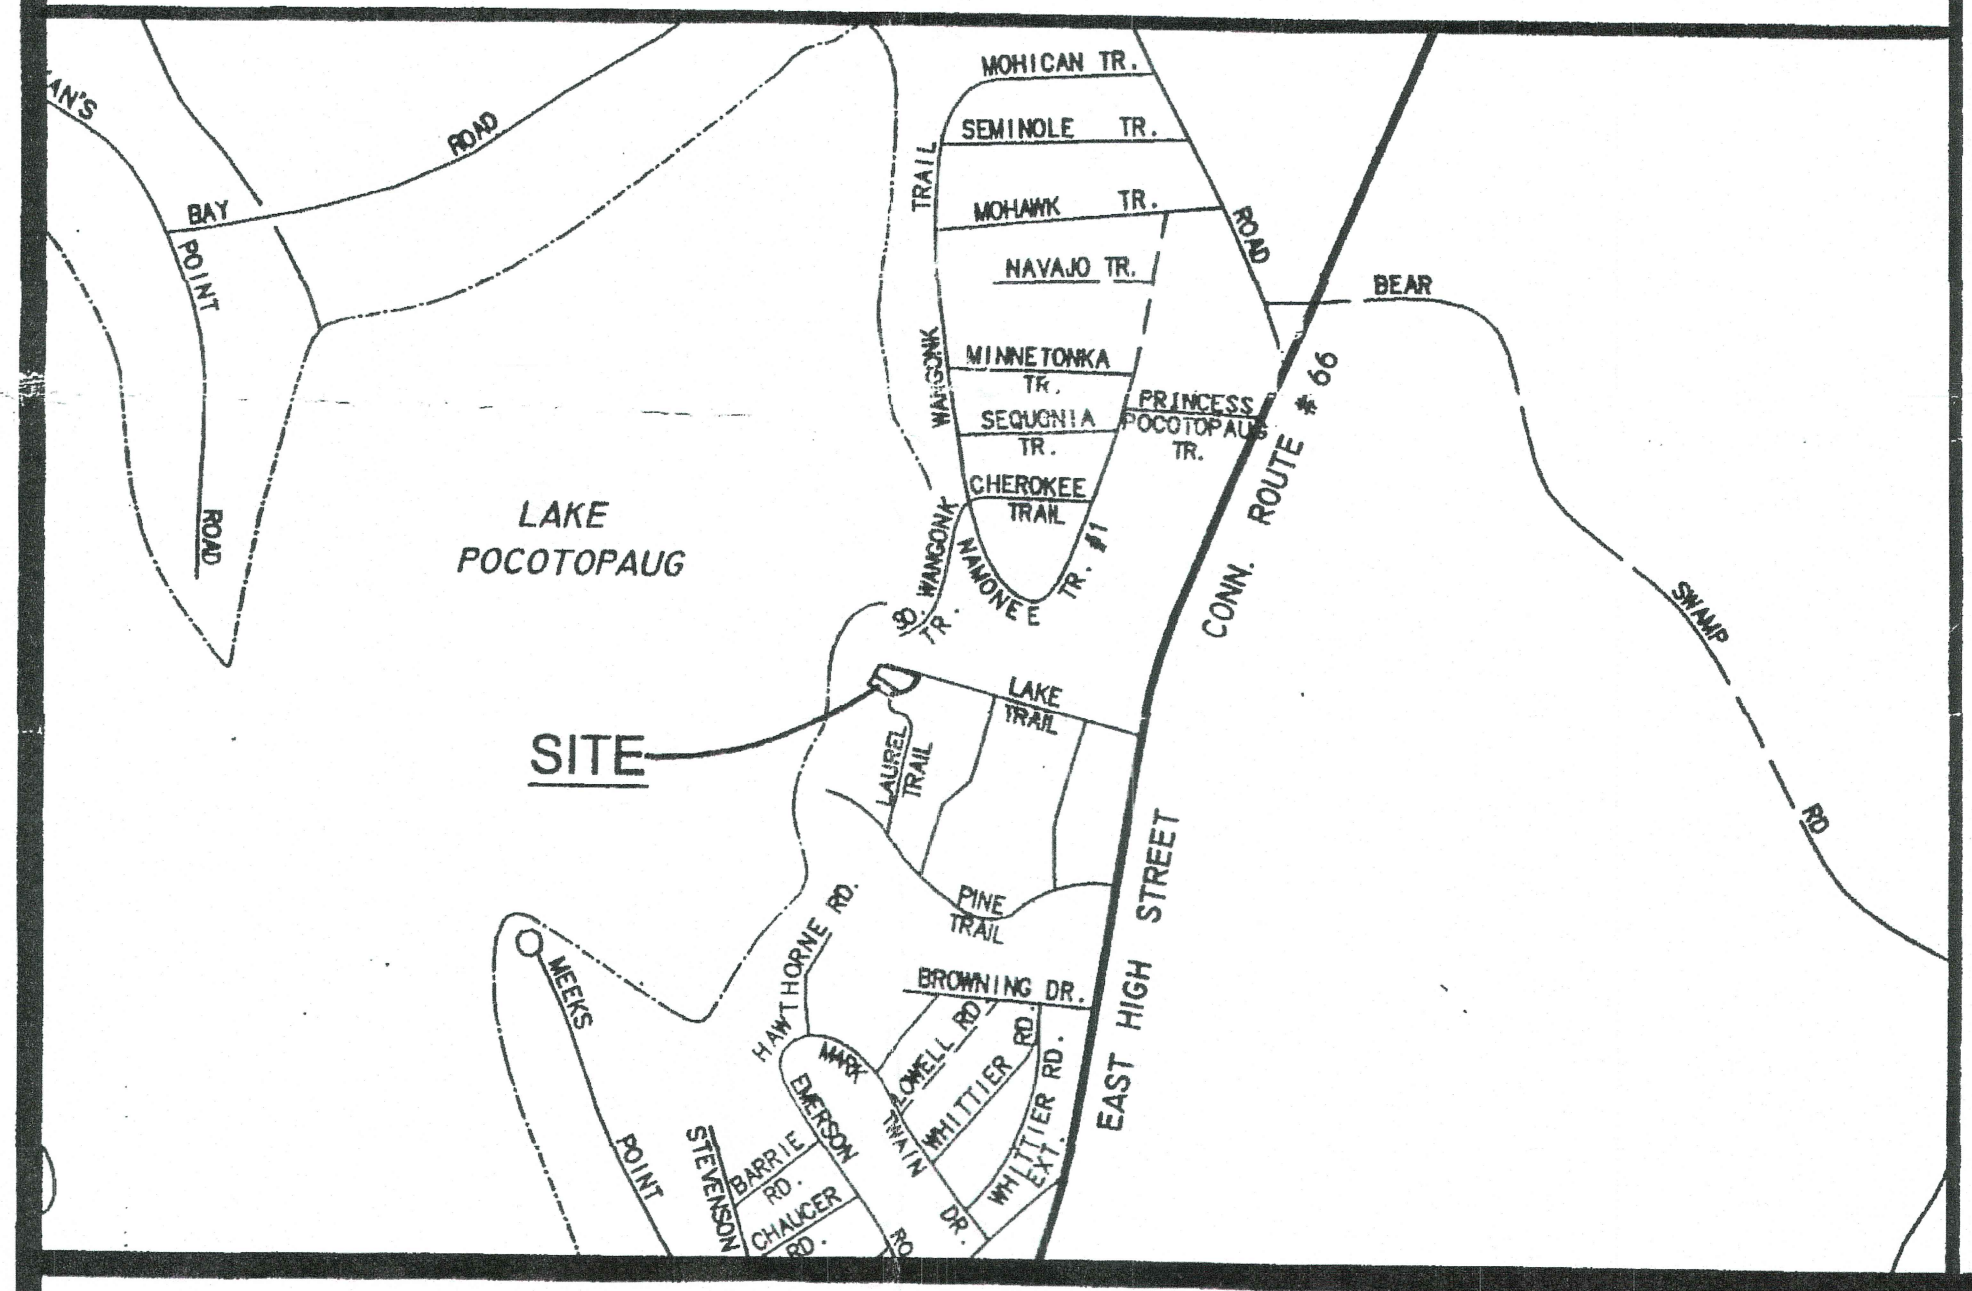 AN'S
BAY
ROAD
POINT
ROAD
LAKE
POCOTOPAUG
MOHICAN TR.
SEMINOLE TR.
TRAIL
MOHAWK TR.
ROAD
NAVAJO TR.
BEAR
WANGONK
MINNETONKA
TR.
PRINCESS
POCOTOPAUG
TR.
SEQUONIA
TR.
CHEROKEE
TRAIL
CONN. ROUTE # 66
SO. WANGONK
TR.
NAMONEE TR. #1
SWAMP
RD
LAKE
TRAIL
SITE
LAUREL
TRAIL
PINE
TRAIL
EAST HIGH STREET
HAWTHORNE RD.
MEEKS
POINT
BROWNING DR.
LOWELL RD
WHITTIER RD.
WHITTIER RD.
EXT.
MARK
TWAIN
DR.
EMERSON
RD
STEVENSON
BARRIE
RD.
CHAUCER
RD.